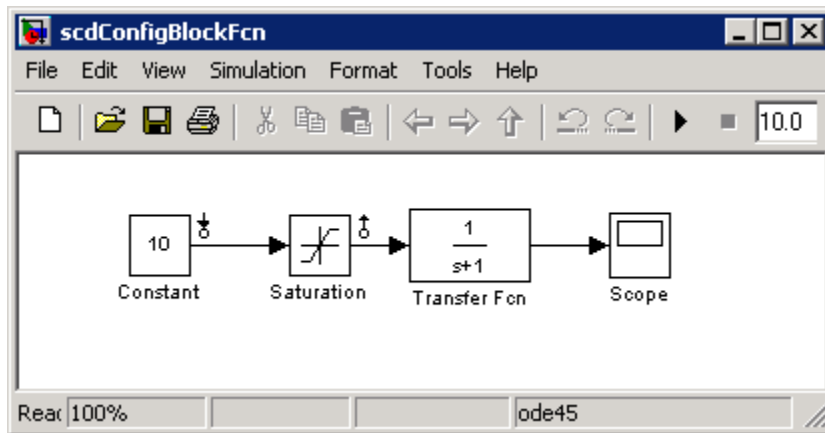 scdConfigBlockFcn
File Edit View Simulation Format Tools Help
10.0
10
1
s+1
Constant Saturation Transfer Fcn Scope
Reac 100% ode45